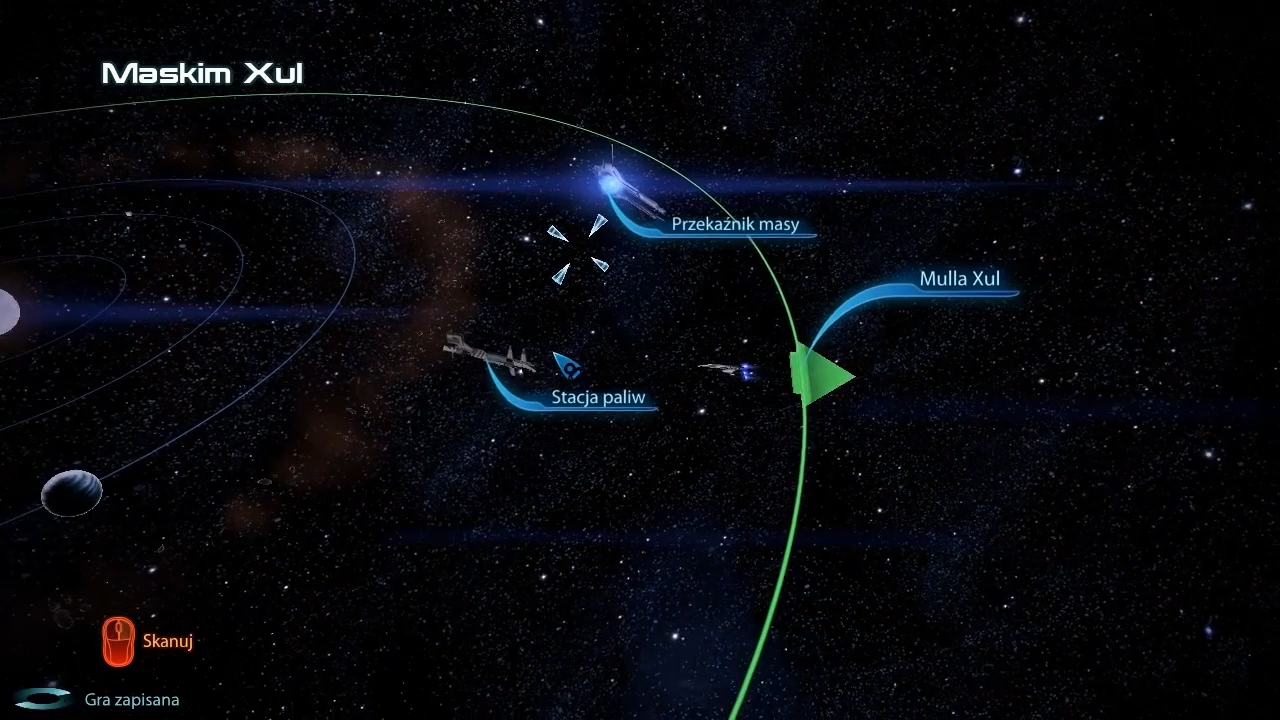 Maskim Xul
Przekaźnik masy
Mulla Xul
Stacja paliw
Skanuj
Gra zapisana